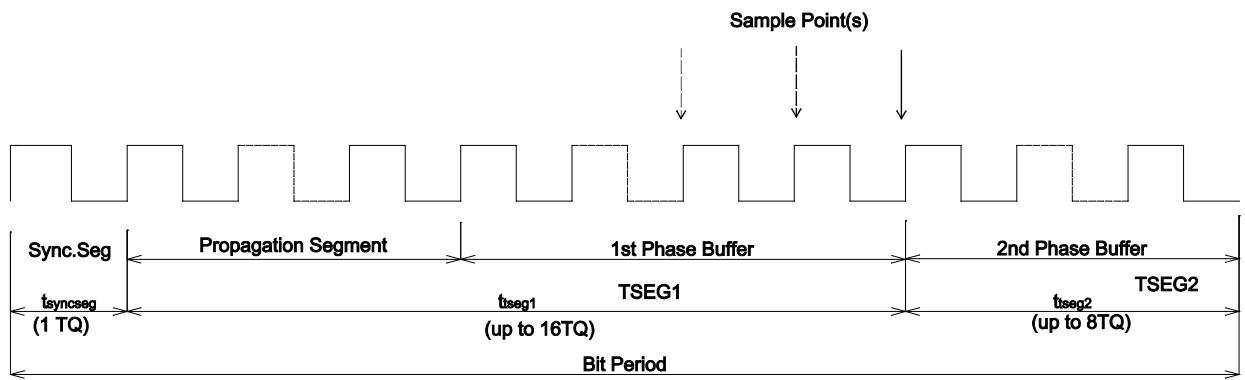 Sample Point(s)
Sync.Seg
Propagation Segment
1st Phase Buffer
2nd Phase Buffer
TSEG1
TSEG2
tsyncseg
ttseg1
ttseg2
(1 TQ)
(up to 16TQ)
(up to 8TQ)
Bit Period